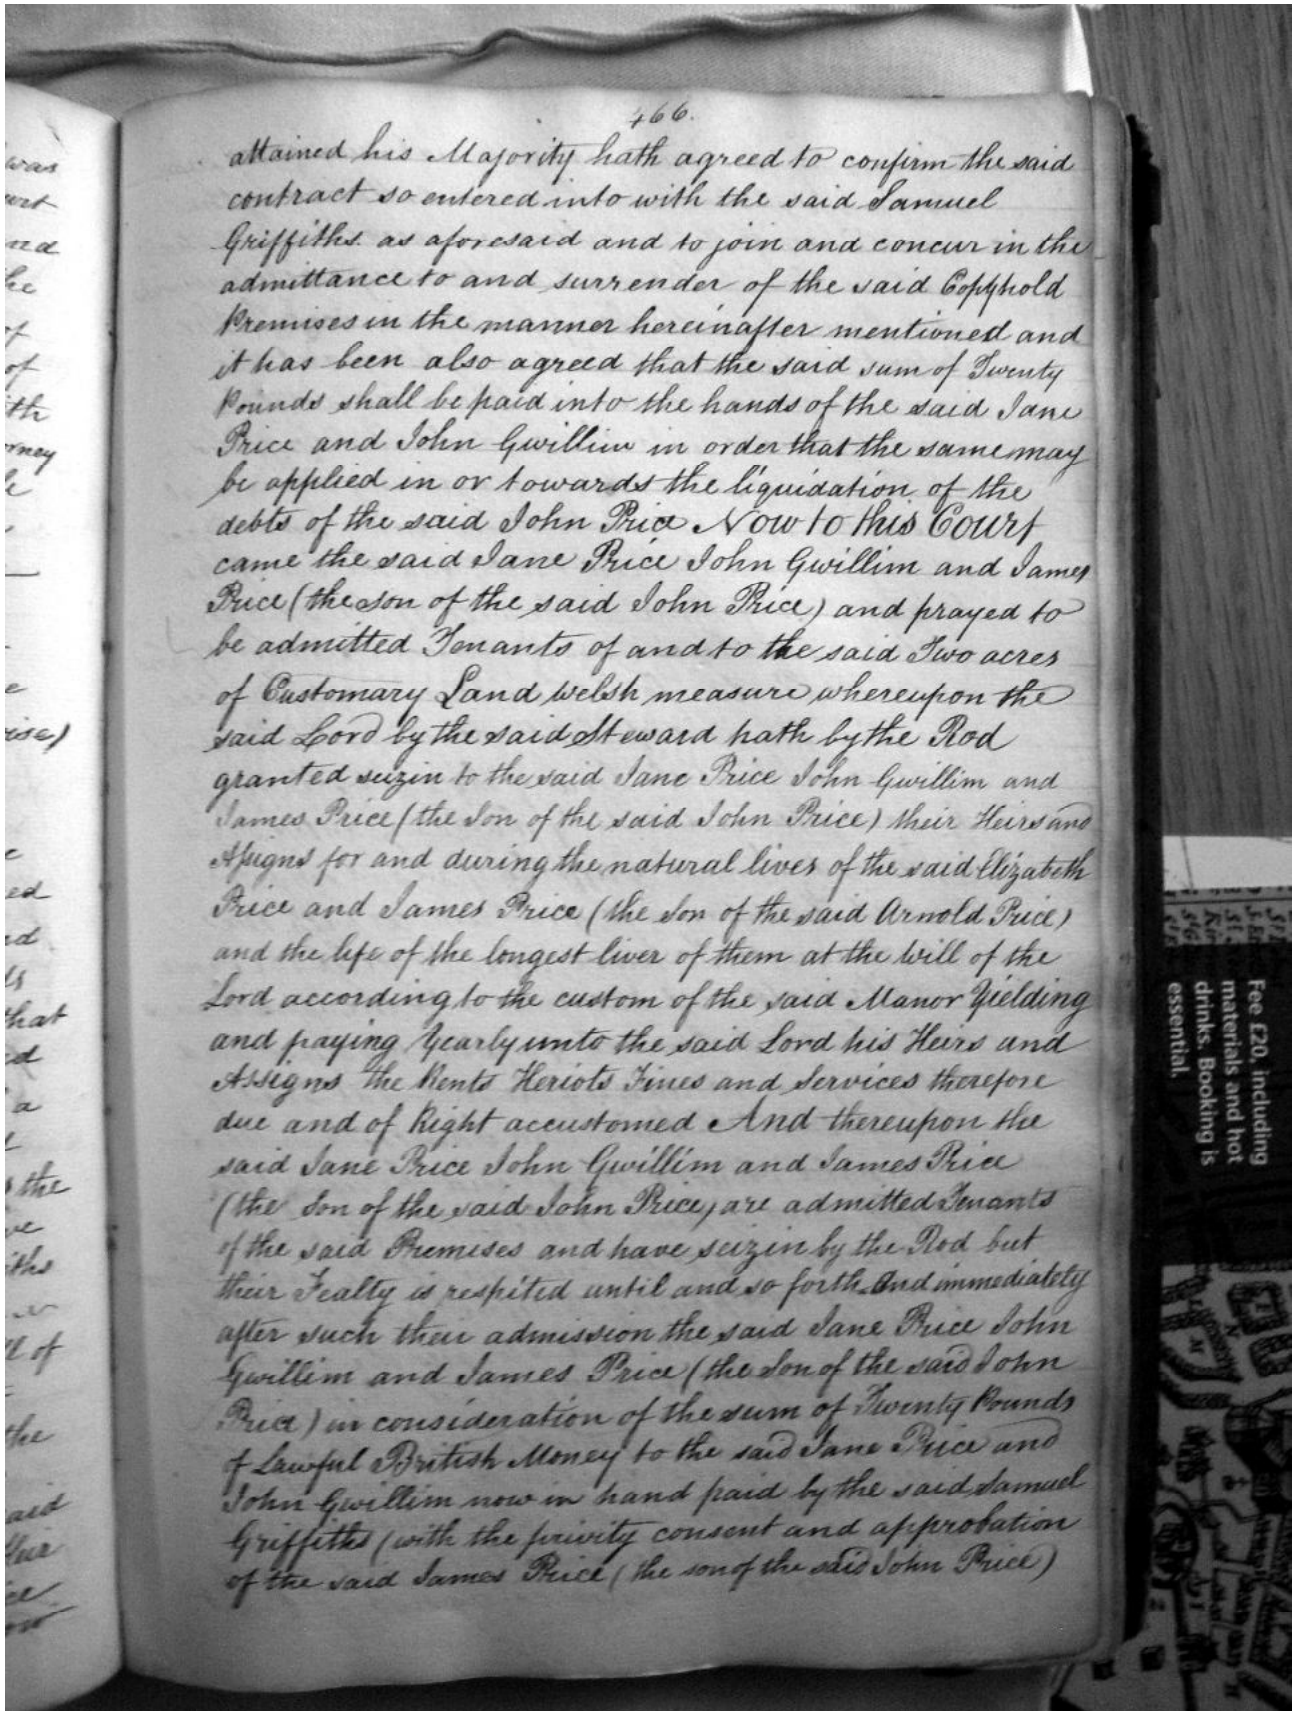 466.
attained his Majority hath agreed to confirm the said
contract so entered into with the said Samuel
Griffiths as aforesaid and to join and concur in the
admittance to and surrender of the said Copyhold
Premises in the manner hereinafter mentioned and
it has been also agreed that the said sum of Twenty
Pounds shall be paid into the hands of the said Jane
Price and John Gwillim in order that the same may
be applied in or towards the liquidation of the
debts of the said John Price Now to this Court
came the said Jane Price John Gwillim and James
Price (the son of the said John Price) and prayed to
be admitted Tenants of and to the said Two acres
of Customary Land Welsh measure whereupon the
said Lord by the said Steward hath by the Rod
granted seizin to the said Jane Price John Gwillim and
James Price (the Son of the said John Price) their Heirs and
Assigns for and during the natural lives of the said Elizabeth
Price and James Price (the Son of the said Arnold Price)
and the life of the longest liver of them at the Will of the
Lord according to the custom of the said Manor Yielding
and paying Yearly unto the said Lord his Heirs and
Assigns the Rents Heriots Fines and Services therefore
due and of Right accustomed And thereupon the
said Jane Price John Gwillim and James Price
(the Son of the said John Price) are admitted Tenants
of the said Premises and have seizin by the Rod but
their Fealty is respited until and so forth And immediately
after such their admission the said Jane Price John
Gwillim and James Price (the Son of the said John
Price) in consideration of the sum of Twenty Pounds
of Lawful British Money to the said Jane Price and
John Gwillim now in hand paid by the said Samuel
Griffiths (with the privity consent and approbation
of the said James Price (the son of the said John Price)
was
the
of
of
ith
rney
ed
that
a
the
iths
of
the
aid
Fee £20, including
materials and hot
drinks. Booking is
essential.